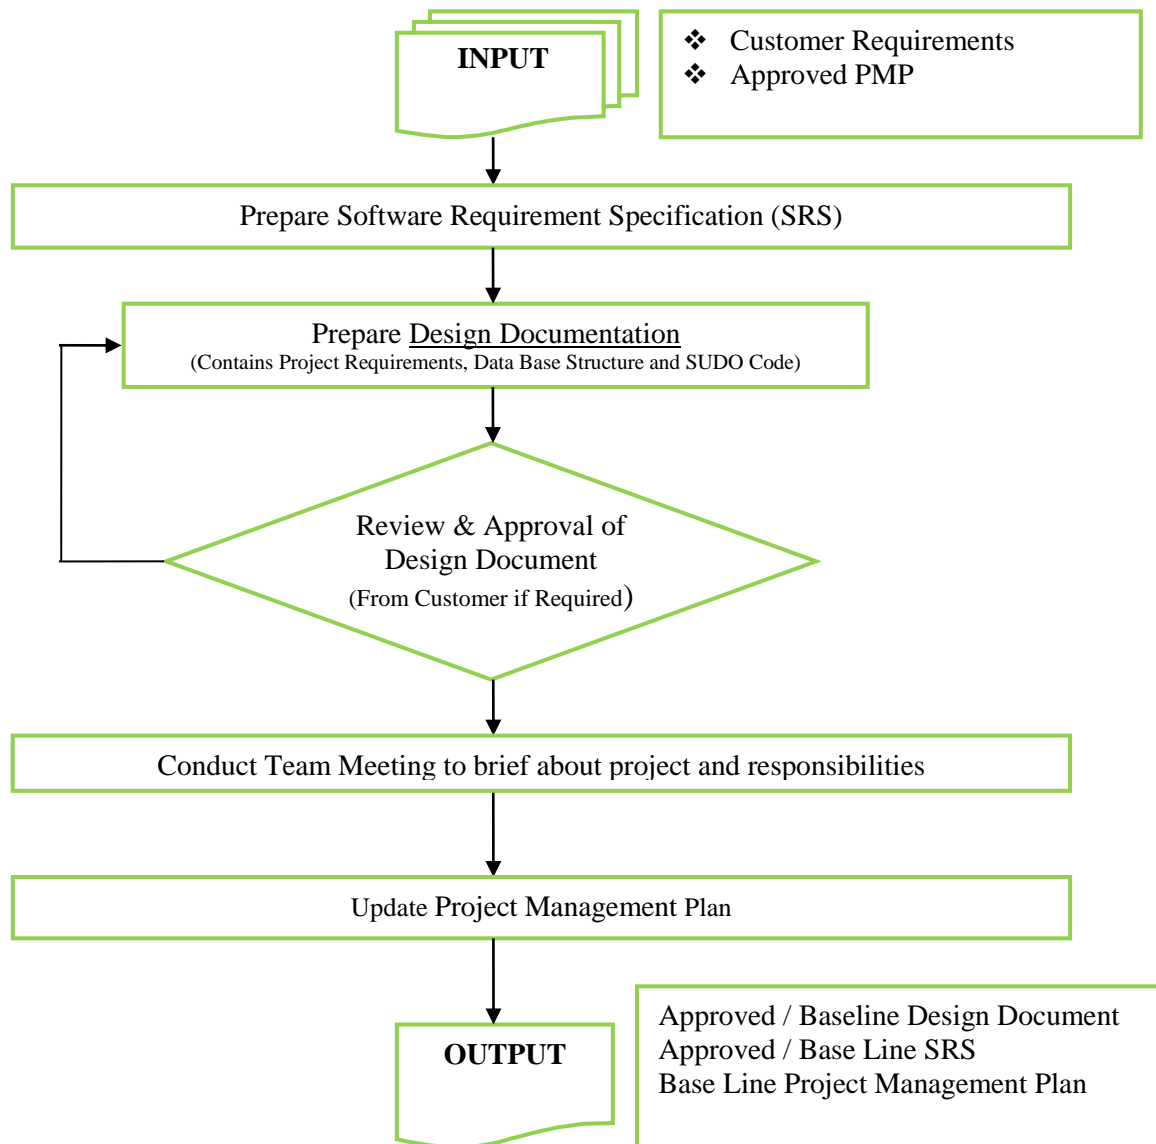 INPUT
❖ Customer Requirements
❖ Approved PMP
Prepare Software Requirement Specification (SRS)
Prepare Design Documentation
(Contains Project Requirements, Data Base Structure and SUDO Code)
Review & Approval of
Design Document
(From Customer if Required)
Conduct Team Meeting to brief about project and responsibilities
Update Project Management Plan
OUTPUT
Approved / Baseline Design Document
Approved / Base Line SRS
Base Line Project Management Plan